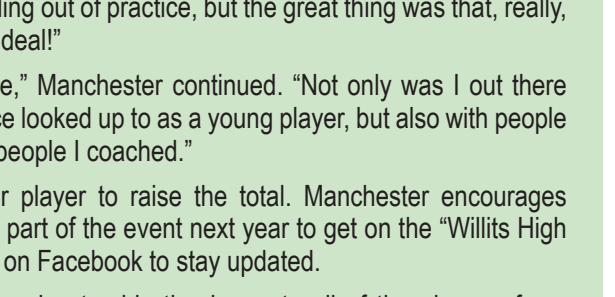 ling out of practice, but the great thing was that, really,
deal!”
e,” Manchester continued. “Not only was I out there
ce looked up to as a young player, but also with people
people I coached.”
r player to raise the total. Manchester encourages
part of the event next year to get on the “Willits High
on Facebook to stay updated.